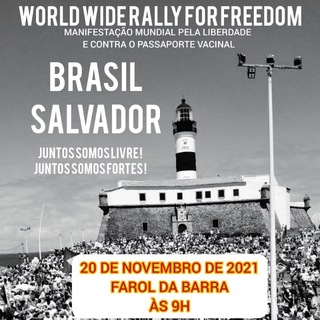 WORLD WIDE RALLY FOR FREEDOM
MANIFESTAÇÃO MUNDIAL PELA LIBERDADE
E CONTRA O PASSAPORTE VACINAL
BRASIL
SALVADOR
JUNTOS SOMOS LIVRE!
JUNTOS SOMOS FORTES!
20 DE NOVEMBRO DE 2021
FAROL DA BARRA
ÀS 9H